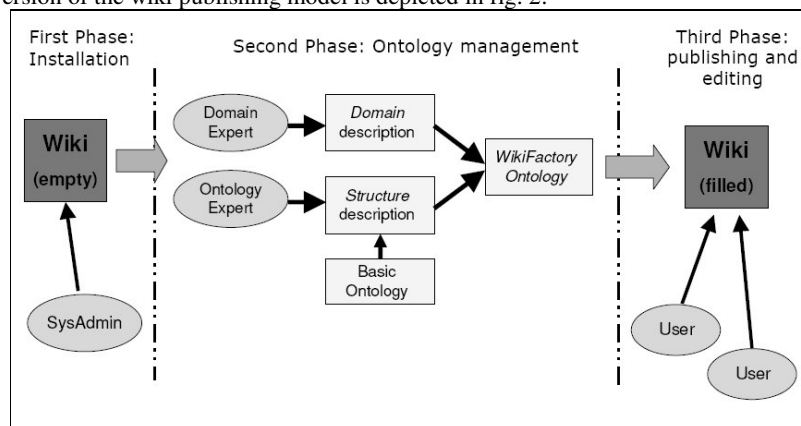 ersion of the wiki publishing model is depicted in fig. 2.
First Phase:
Installation
Second Phase: Ontology management
Third Phase:
publishing and
editing
Wiki
(empty)
SysAdmin
Domain
Expert
Domain
description
Ontology
Expert
Structure
description
Basic
Ontology
WikiFactory
Ontology
Wiki
(filled)
User
User